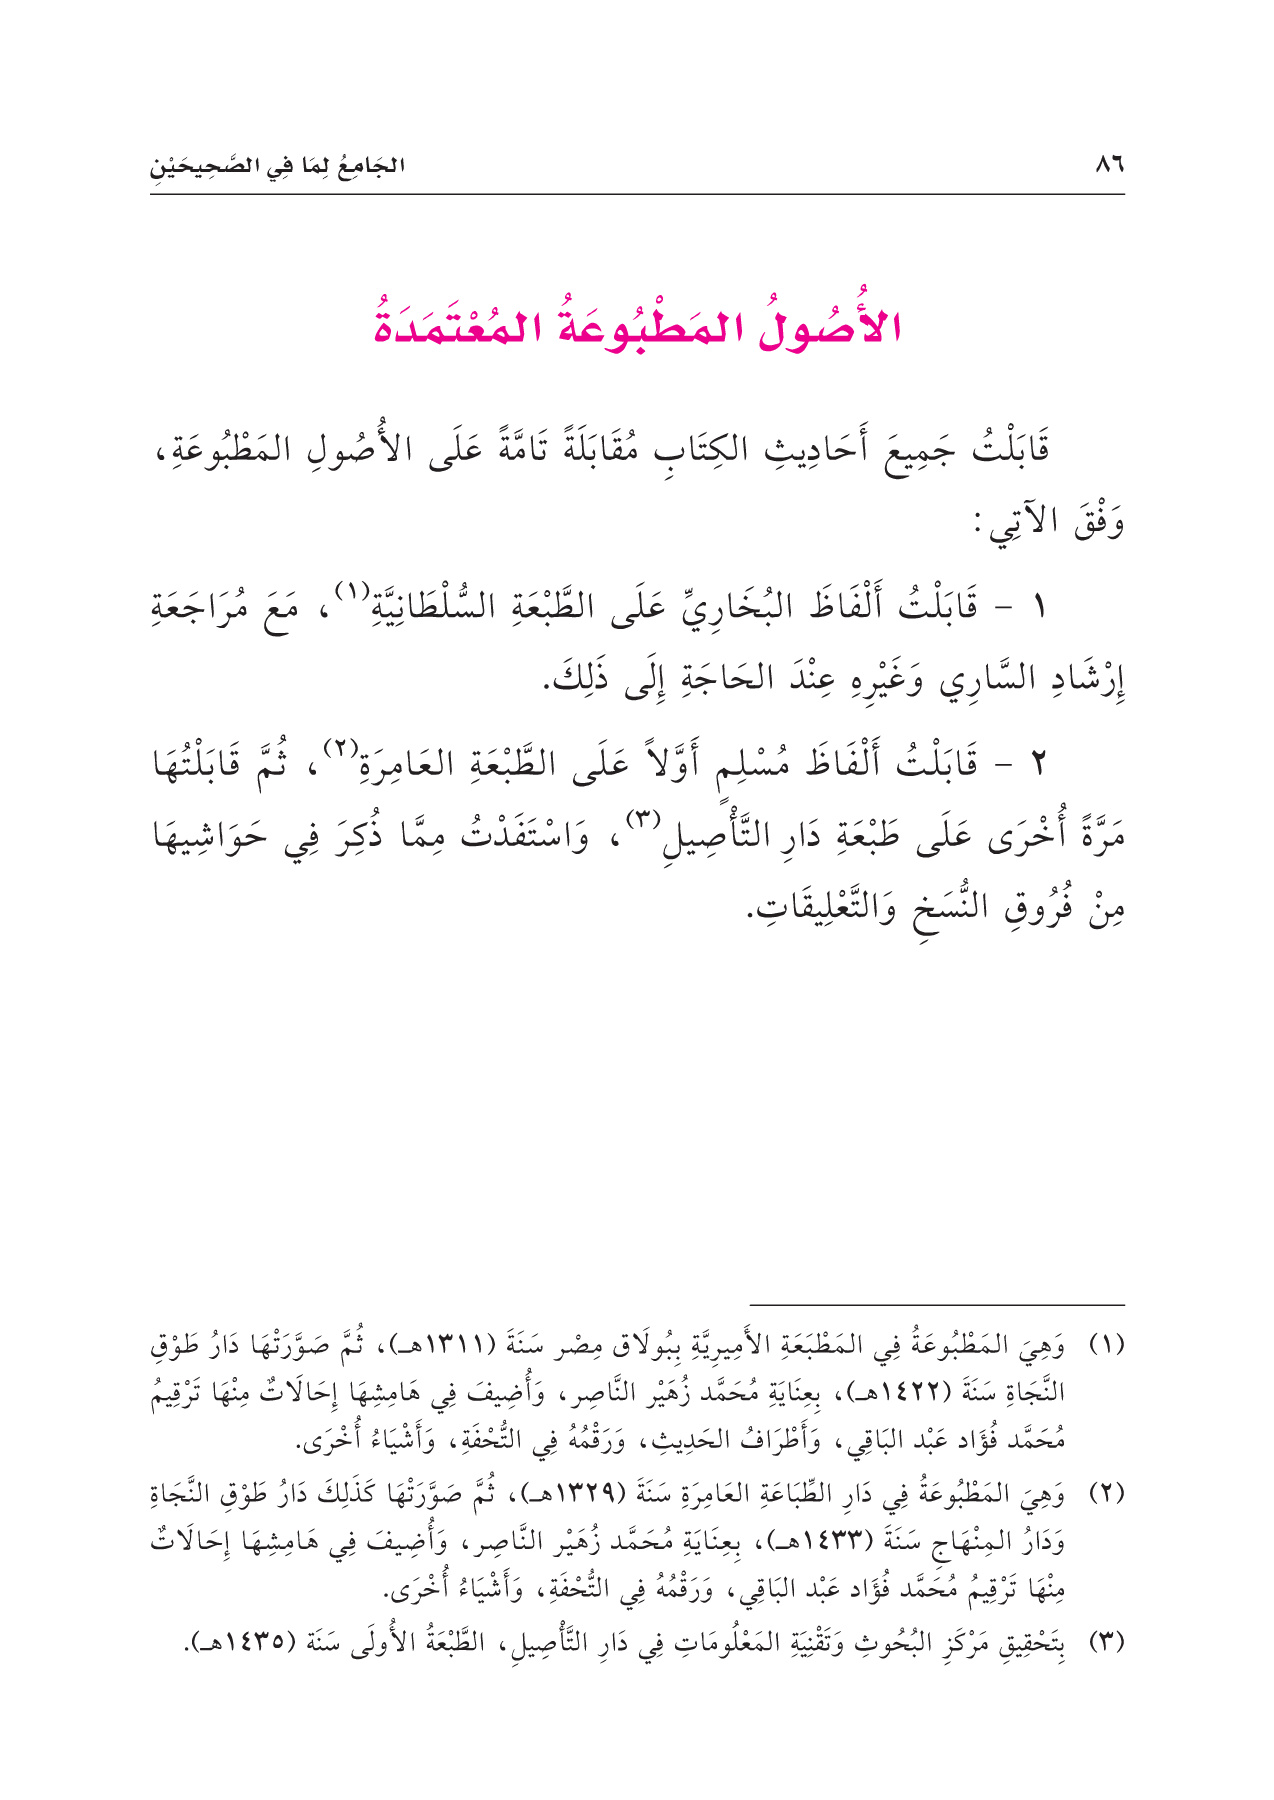 ٨٦ الجَامِعُ لِمَا فِي الصَّحِيحَيْنِ
الأُصُولُ المَطْبُوعَةُ المُعْتَمَدَةُ
قَابَلْتُ جَمِيعَ أَحَادِيثِ الكِتَابِ مُقَابَلَةً تَامَّةً عَلَى الأُصُولِ المَطْبُوعَةِ،
وَفْقَ الآتِي:
١ - قَابَلْتُ أَلْفَاظَ البُخَارِيِّ عَلَى الطَّبْعَةِ السُّلْطَانِيَّةِ(١)، مَعَ مُرَاجَعَةِ
إِرْشَادِ السَّارِي وَغَيْرِهِ عِنْدَ الحَاجَةِ إِلَى ذَلِكَ.
٢ - قَابَلْتُ أَلْفَاظَ مُسْلِمٍ أَوَّلاً عَلَى الطَّبْعَةِ العَامِرَةِ(٢)، ثُمَّ قَابَلْتُهَا
مَرَّةً أُخْرَى عَلَى طَبْعَةِ دَارِ التَّأْصِيلِ(٣)، وَاسْتَفَدْتُ مِمَّا ذُكِرَ فِي حَوَاشِيهَا
مِنْ فُرُوقِ النُّسَخِ وَالتَّعْلِيقَاتِ.
(١) وَهِيَ المَطْبُوعَةُ فِي المَطْبَعَةِ الأَمِيرِيَّةِ بِبُولَاق مِصْر سَنَةَ (١٣١١هـ)، ثُمَّ صَوَّرَتْهَا دَارُ طَوْقِ
النَّجَاةِ سَنَةَ (١٤٢٢هـ)، بِعِنَايَةِ مُحَمَّد زُهَيْر النَّاصِر، وَأُضِيفَ فِي هَامِشِهَا إِحَالَاتٌ مِنْهَا تَرْقِيمُ
مُحَمَّد فُؤَاد عَبْد البَاقِي، وَأَطْرَافُ الحَدِيثِ، وَرَقْمُهُ فِي التُّحْفَةِ، وَأَشْيَاءُ أُخْرَى.
(٢) وَهِيَ المَطْبُوعَةُ فِي دَارِ الطِّبَاعَةِ العَامِرَةِ سَنَةَ (١٣٢٩هـ)، ثُمَّ صَوَّرَتْهَا كَذَلِكَ دَارُ طَوْقِ النَّجَاةِ
وَدَارُ المِنْهَاجِ سَنَةَ (١٤٣٣هـ)، بِعِنَايَةِ مُحَمَّد زُهَيْر النَّاصِر، وَأُضِيفَ فِي هَامِشِهَا إِحَالَاتٌ
مِنْهَا تَرْقِيمُ مُحَمَّد فُؤَاد عَبْد البَاقِي، وَرَقْمُهُ فِي التُّحْفَةِ، وَأَشْيَاءُ أُخْرَى.
(٣) بِتَحْقِيقِ مَرْكَزِ البُحُوثِ وَتَقْنِيَةِ المَعْلُومَاتِ فِي دَارِ التَّأْصِيلِ، الطَّبْعَةُ الأُولَى سَنَة (١٤٣٥هـ).